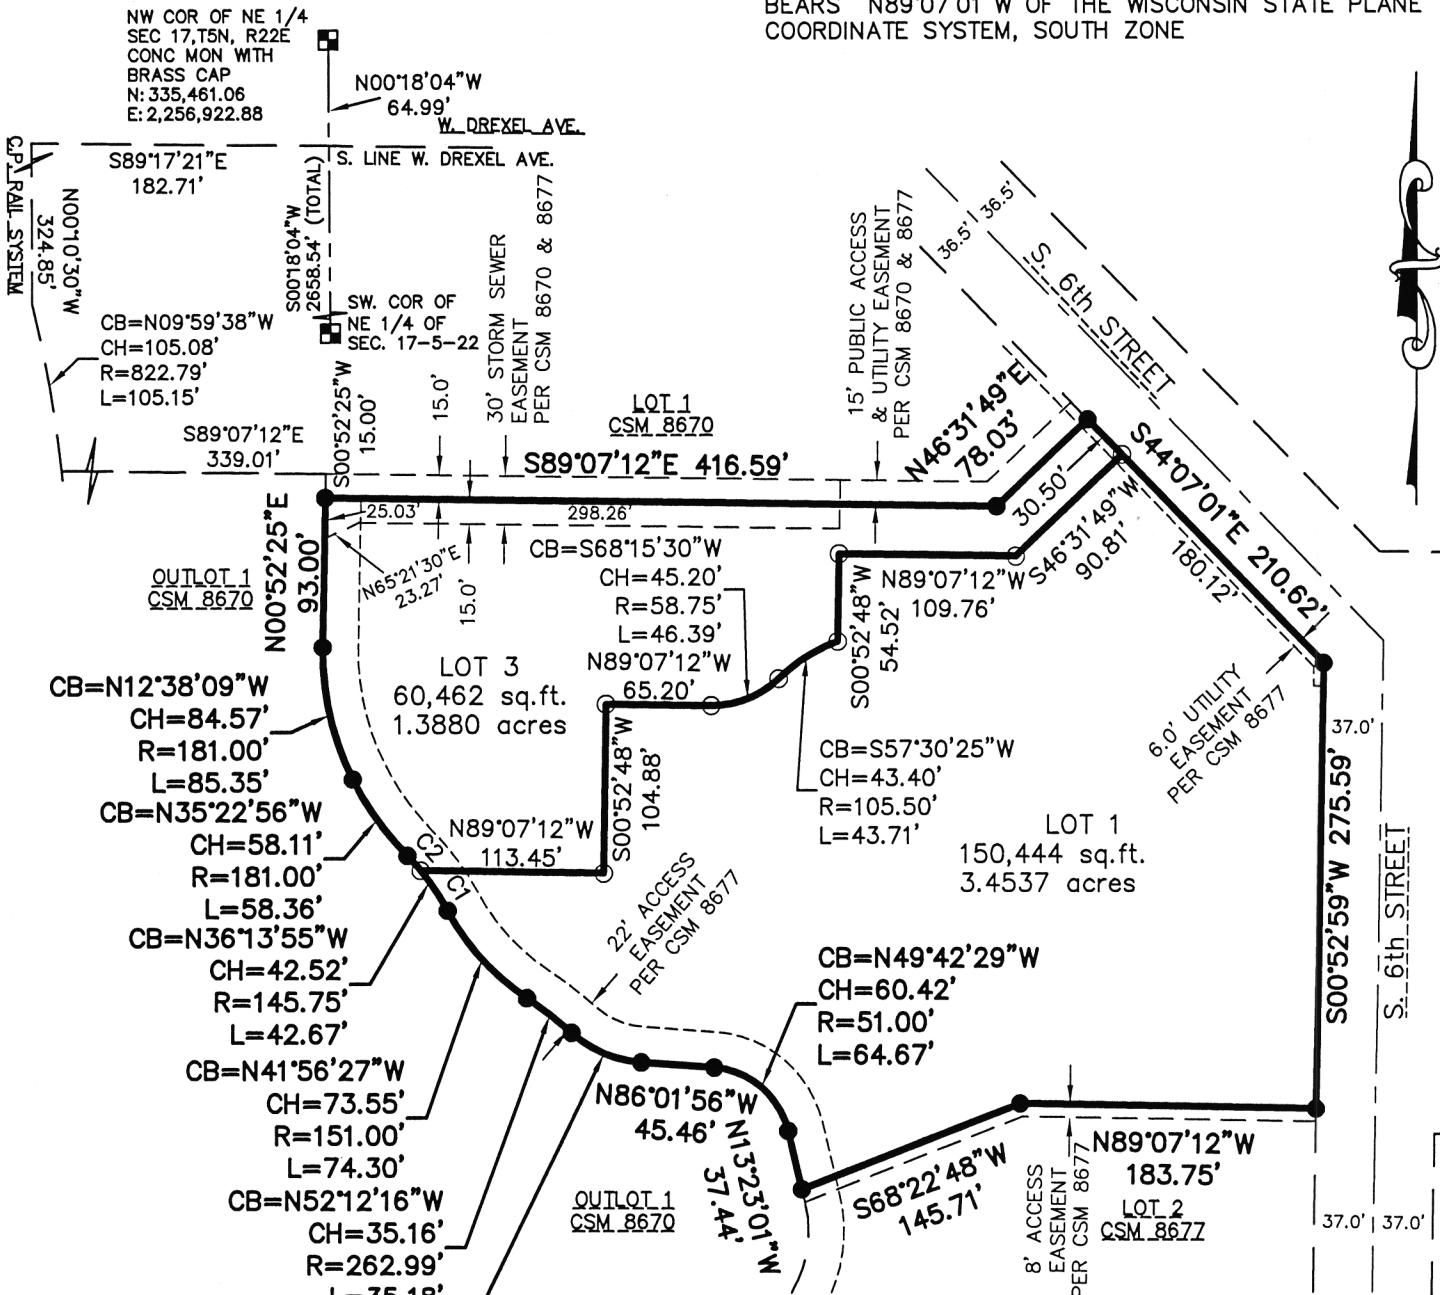 BEARS N89°07'01"W OF THE WISCONSIN STATE PLANE
COORDINATE SYSTEM, SOUTH ZONE
NW COR OF NE 1/4
SEC 17,T5N, R22E
CONC MON WITH
BRASS CAP
N: 335,461.06
E: 2,256,922.88
N00°18'04"W
64.99'
W. DREXEL AVE.
S. LINE W. DREXEL AVE.
S89°17'21"E
182.71'
C.P. RAIL SYSTEM
N00°10'30"W
324.85'
S00°18'04"W
2658.54' (TOTAL)
SW. COR OF
NE 1/4 OF
SEC. 17-5-22
CB=N09°59'38"W
CH=105.08'
R=822.79'
L=105.15'
S89°07'12"E
339.01'
S00°52'25"W
15.00'
15.0'
30' STORM SEWER
EASEMENT
PER CSM 8670 & 8677
LOT 1
CSM 8670
S89°07'12"E 416.59'
15' PUBLIC ACCESS
& UTILITY EASEMENT
PER CSM 8670 & 8677
36.5'
36.5'
S. 6th STREET
N46°31'49"E
78.03'
30.50'
S46°31'49"W
90.81'
S44°07'01"E 210.62'
180.12'
25.03'
298.26'
N65°21'30"E
23.27'
15.0'
N00°52'25"E
93.00'
OUTLOT 1
CSM 8670
CB=S68°15'30"W
CH=45.20'
R=58.75'
L=46.39'
N89°07'12"W
109.76'
S00°52'48"W
54.52'
N89°07'12"W
65.20'
LOT 3
60,462 sq.ft.
1.3880 acres
S00°52'48"W
104.88'
CB=S57°30'25"W
CH=43.40'
R=105.50'
L=43.71'
6.0' UTILITY
EASEMENT
PER CSM 8677
37.0'
S00°52'59"W 275.59'
S. 6th STREET
LOT 1
150,444 sq.ft.
3.4537 acres
CB=N12°38'09"W
CH=84.57'
R=181.00'
L=85.35'
CB=N35°22'56"W
CH=58.11'
R=181.00'
L=58.36'
C2
C1
N89°07'12"W
113.45'
22' ACCESS
EASEMENT
PER CSM 8677
CB=N36°13'55"W
CH=42.52'
R=145.75'
L=42.67'
CB=N49°42'29"W
CH=60.42'
R=51.00'
L=64.67'
CB=N41°56'27"W
CH=73.55'
R=151.00'
L=74.30'
N86°01'56"W
45.46'
N13°23'01"W
37.44'
CB=N52°12'16"W
CH=35.16'
R=262.99'
L=35.18'
OUTLOT 1
CSM 8670
S68°22'48"W
145.71'
8' ACCESS
EASEMENT
PER CSM 8677
N89°07'12"W
183.75'
LOT 2
CSM 8677
37.0'
37.0'